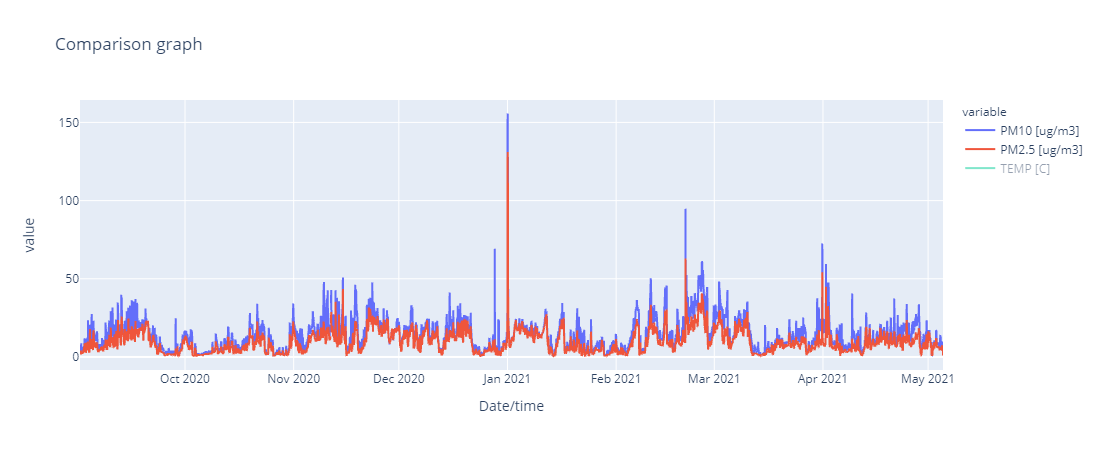 Comparison graph
variable
PM10 [ug/m3]
PM2.5 [ug/m3]
TEMP [C]
150
100
50
0
value
Oct 2020
Nov 2020
Dec 2020
Jan 2021
Feb 2021
Mar 2021
Apr 2021
May 2021
Date/time